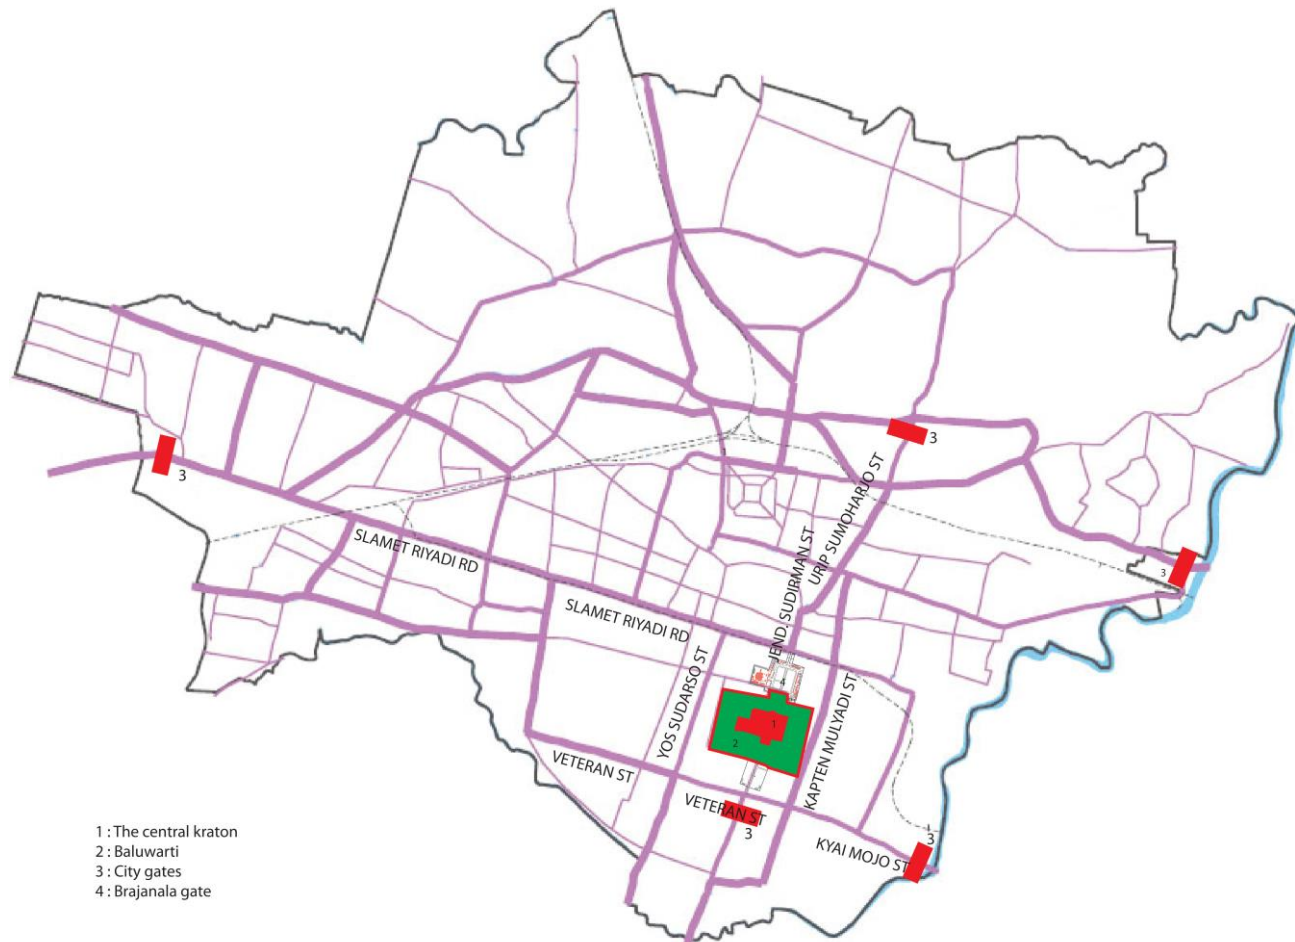 3
3
URIP SUMOHARJO ST
JEND. SUDIRMAN ST
SLAMET RIYADI RD
3
SLAMET RIYADI RD
YOS SUDARSO ST
4
KAPTEN MULYADI ST
1
2
VETERAN ST
VETERAN ST
3
KYAI MOJO ST
3
1 : The central kraton
2 : Baluwarti
3 : City gates
4 : Brajanala gate